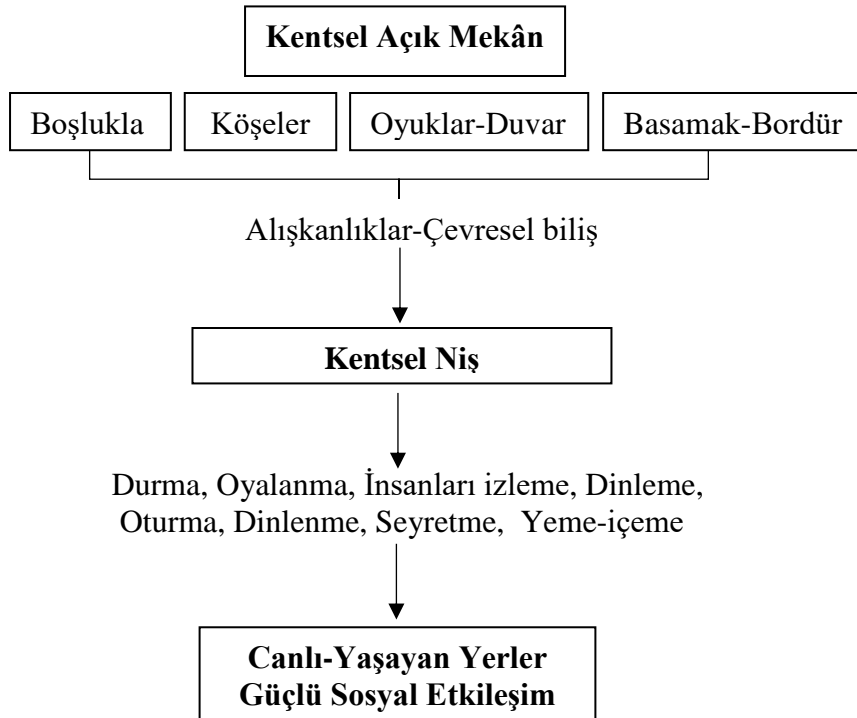 Kentsel Açık Mekân
Boşlukla
Köşeler
Oyuklar-Duvar
Basamak-Bordür
Alışkanlıklar-Çevresel biliş
Kentsel Niş
Durma, Oyalanma, İnsanları izleme, Dinleme,
Oturma, Dinlenme, Seyretme, Yeme-içeme
Canlı-Yaşayan Yerler
Güçlü Sosyal Etkileşim